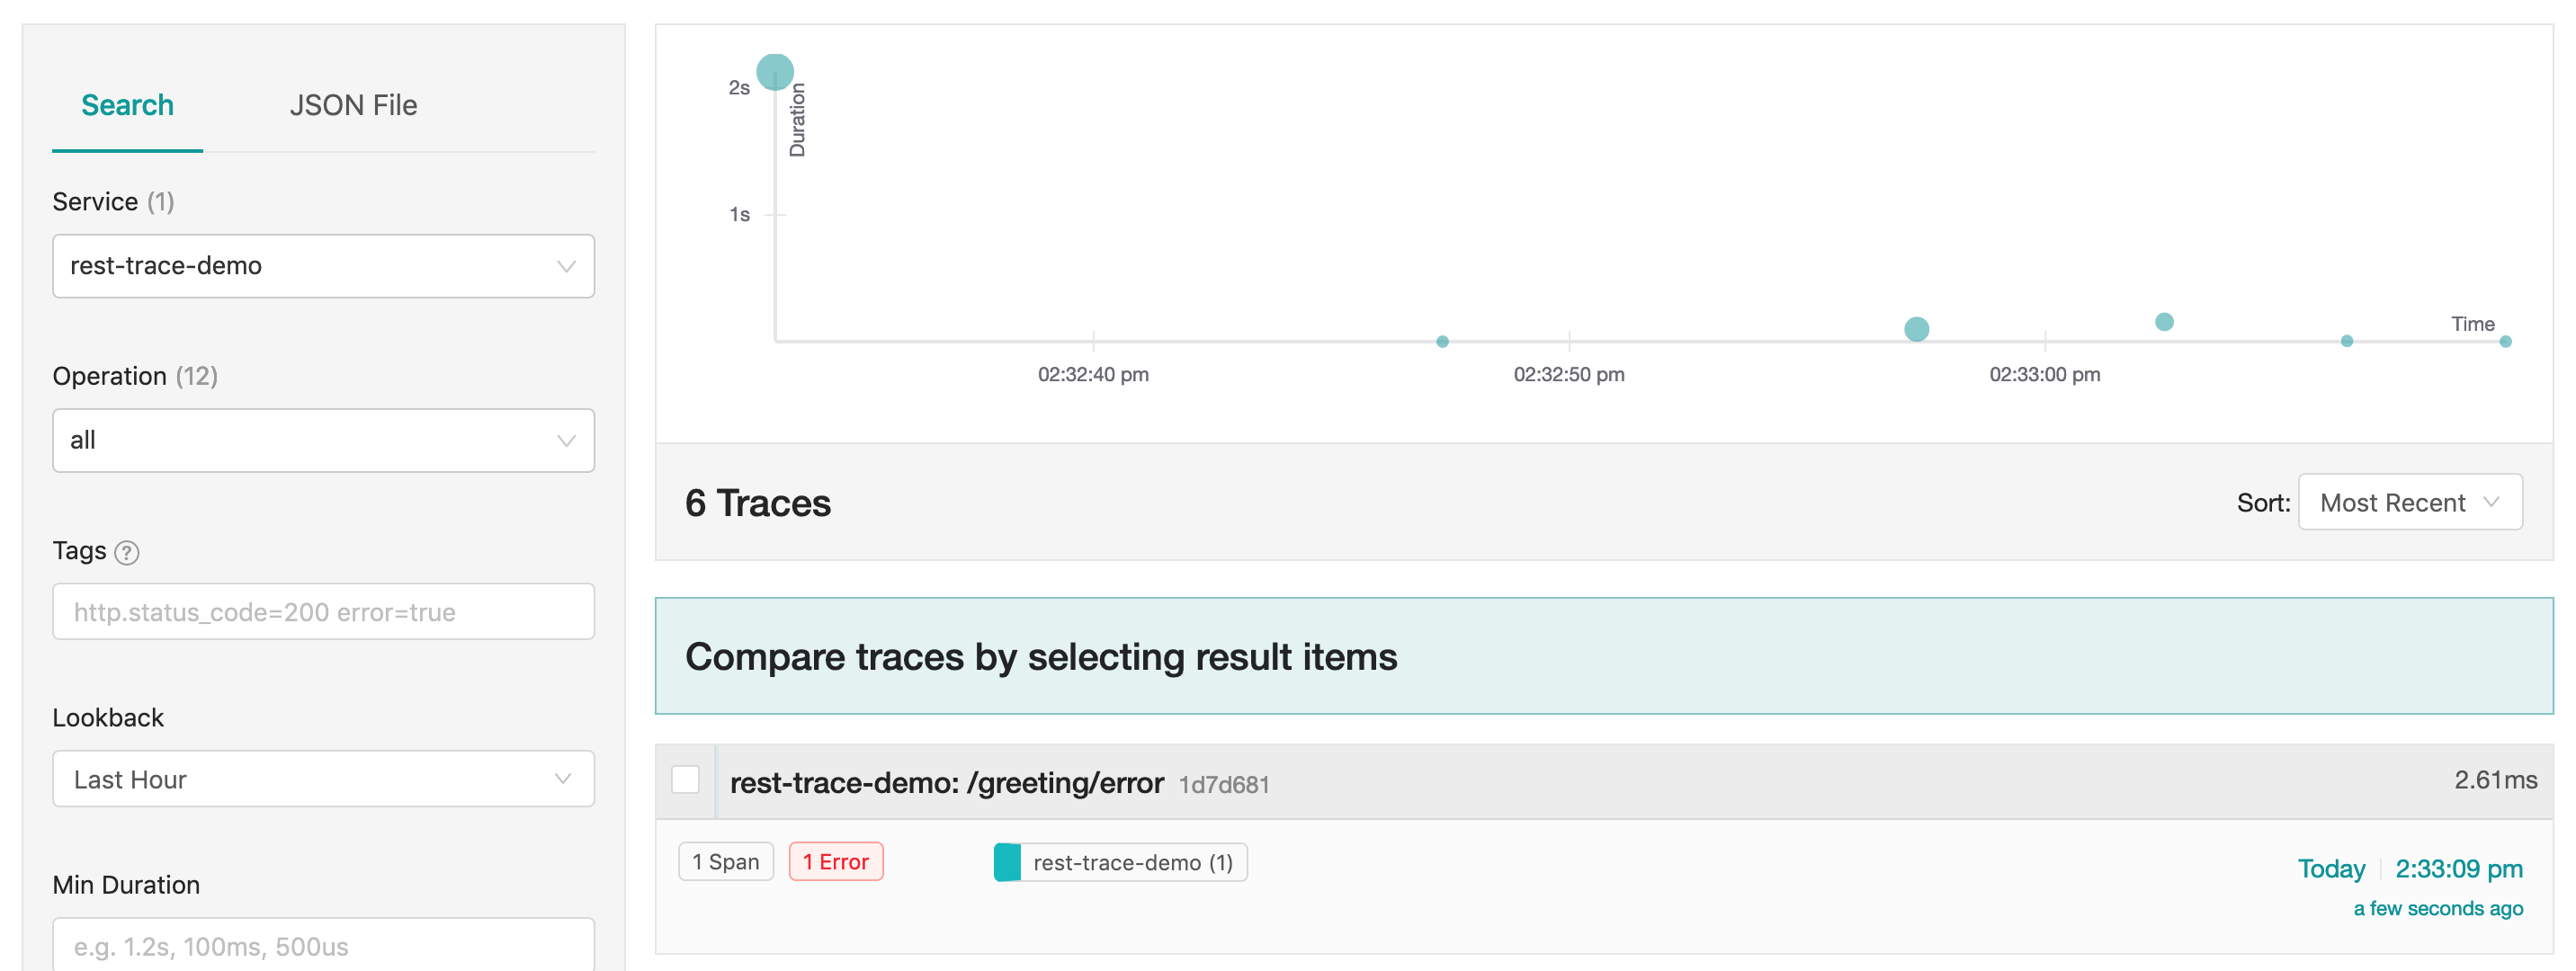 Search
JSON File
Service (1)
rest-trace-demo
Operation (12)
all
Tags ?
http.status_code=200 error=true
Lookback
Last Hour
Min Duration
e.g. 1.2s, 100ms, 500us
2s
Duration
1s
Time
02:32:40 pm
02:32:50 pm
02:33:00 pm
6 Traces
Sort: Most Recent
Compare traces by selecting result items
rest-trace-demo: /greeting/error 1d7d681
2.61ms
1 Span
1 Error
rest-trace-demo (1)
Today 2:33:09 pm
a few seconds ago